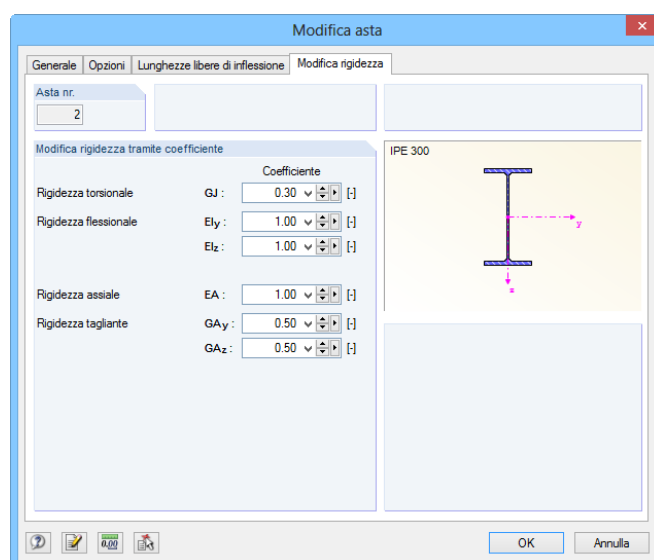 Modifica asta
Generale Opzioni Lunghezze libere di inflessione Modifica rigidezza
Asta nr.
2
Modifica rigidezza tramite coefficiente
IPE 300
Coefficiente
Rigidezza torsionale GJ : 0.30 [-]
Rigidezza flessionale EIy : 1.00 [-]
EIz : 1.00 [-]
Rigidezza assiale EA : 1.00 [-]
Rigidezza tagliante GAy : 0.50 [-]
GAz : 0.50 [-]
y
z
0.00
OK Annulla